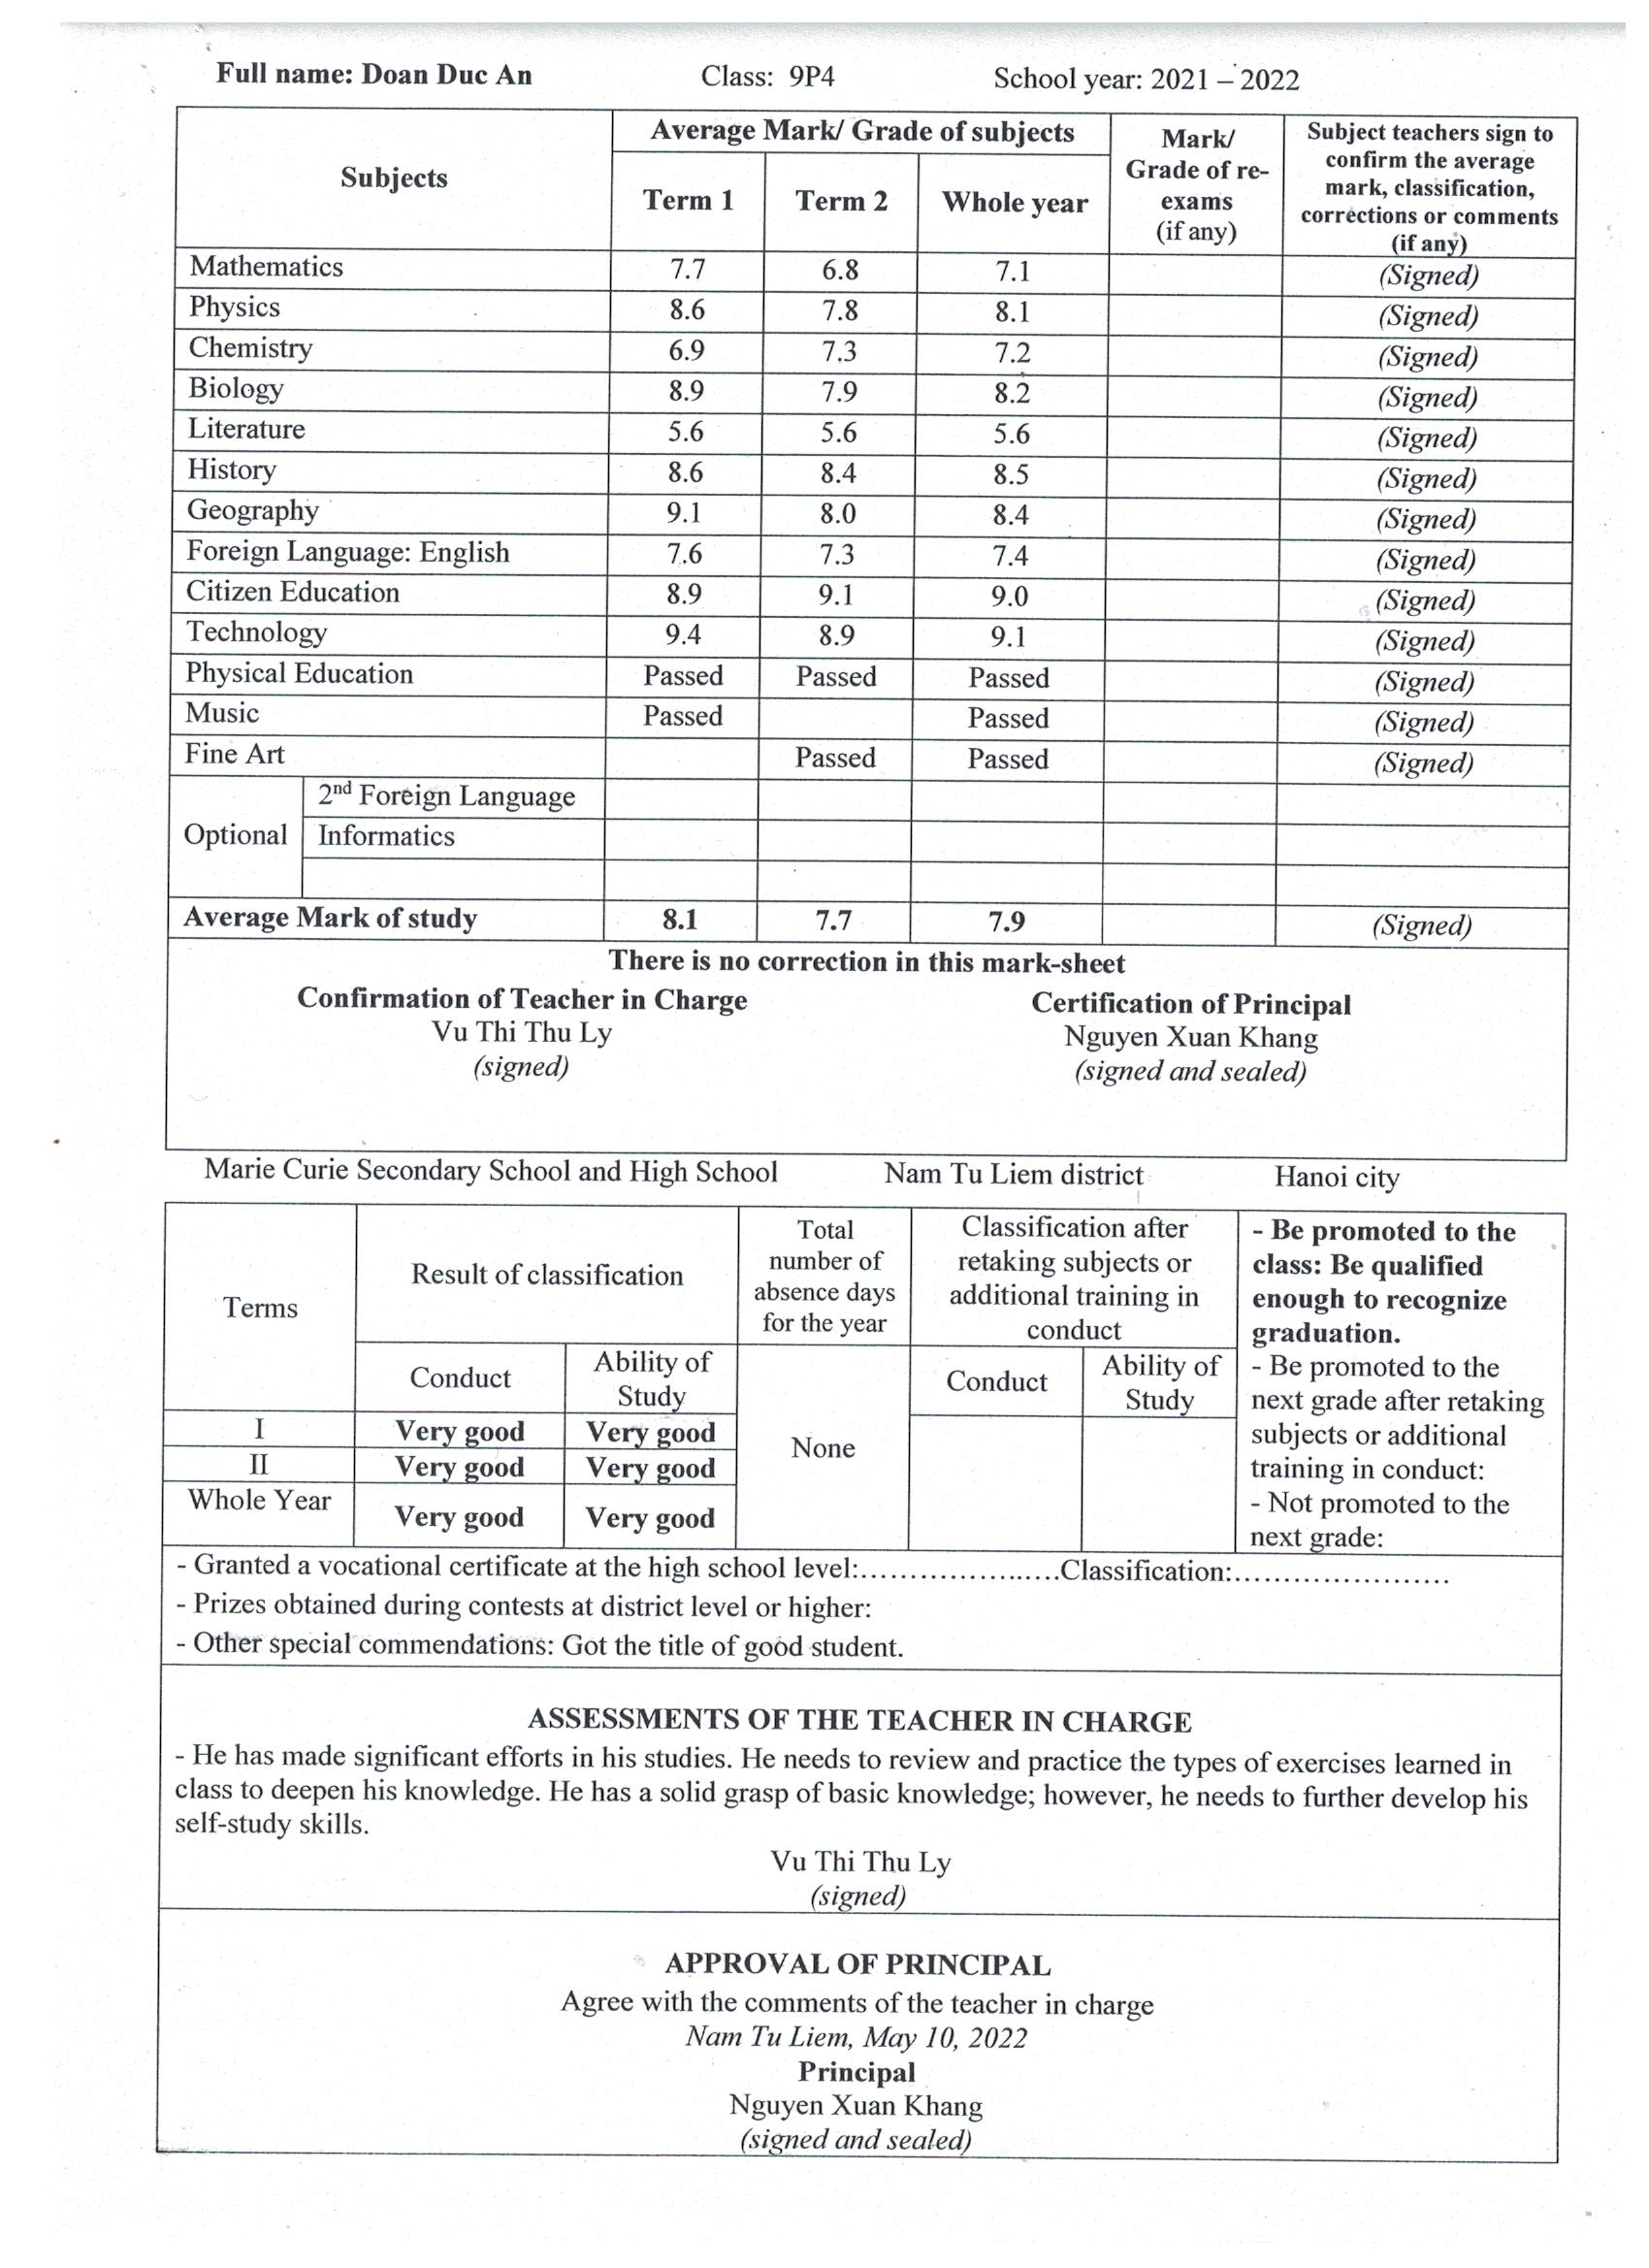 Full name: Doan Duc An Class: 9P4 School year: 2021 – 2022
Subjects Average Mark/ Grade of subjects Mark/ Grade of re-exams (if any) Subject teachers sign to confirm the average mark, classification, corrections or comments (if any)
Term 1 Term 2 Whole year
Mathematics 7.7 6.8 7.1 (Signed)
Physics 8.6 7.8 8.1 (Signed)
Chemistry 6.9 7.3 7.2 (Signed)
Biology 8.9 7.9 8.2 (Signed)
Literature 5.6 5.6 5.6 (Signed)
History 8.6 8.4 8.5 (Signed)
Geography 9.1 8.0 8.4 (Signed)
Foreign Language: English 7.6 7.3 7.4 (Signed)
Citizen Education 8.9 9.1 9.0 (Signed)
Technology 9.4 8.9 9.1 (Signed)
Physical Education Passed Passed Passed (Signed)
Music Passed Passed (Signed)
Fine Art Passed Passed (Signed)
Optional 2nd Foreign Language
Informatics
Average Mark of study 8.1 7.7 7.9 (Signed)
There is no correction in this mark-sheet
Confirmation of Teacher in Charge Certification of Principal
Vu Thi Thu Ly Nguyen Xuan Khang
(signed) (signed and sealed)
Marie Curie Secondary School and High School Nam Tu Liem district Hanoi city
Terms
Result of classification
Total
number of
absence days
for the year
Classification after
retaking subjects or
additional training in
conduct
- Be promoted to the
class: Be qualified
enough to recognize
graduation.
- Be promoted to the
next grade after retaking
subjects or additional
training in conduct:
- Not promoted to the
next grade:
Conduct Ability of Study Conduct Ability of Study
I Very good Very good None
II Very good Very good
Whole Year Very good Very good
- Granted a vocational certificate at the high school level:........................Classification:.........................
- Prizes obtained during contests at district level or higher:
- Other special commendations: Got the title of good student.
ASSESSMENTS OF THE TEACHER IN CHARGE
- He has made significant efforts in his studies. He needs to review and practice the types of exercises learned in
class to deepen his knowledge. He has a solid grasp of basic knowledge; however, he needs to further develop his
self-study skills.
Vu Thi Thu Ly
(signed)
APPROVAL OF PRINCIPAL
Agree with the comments of the teacher in charge
Nam Tu Liem, May 10, 2022
Principal
Nguyen Xuan Khang
(signed and sealed)